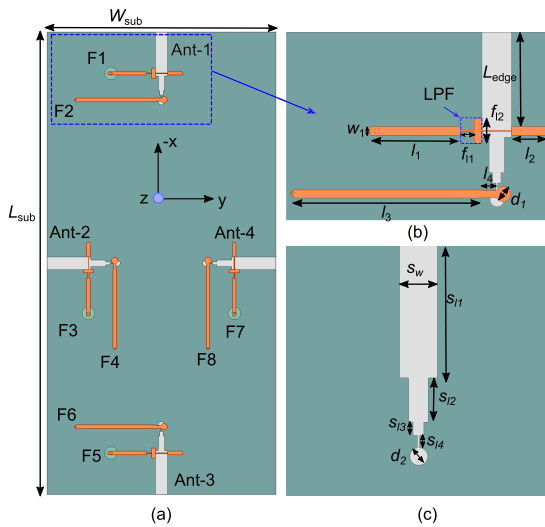 W_sub
Ant-1
F1
F2
-x
z
y
L_sub
Ant-2
Ant-4
F3
F4
F8
F7
F6
F5
Ant-3
(a)
L_edge
LPF
f_l2
w_1
l_1
f_l1
l_2
l_4
l_3
d_1
(b)
s_w
s_l1
s_l2
s_l3
s_l4
d_2
(c)